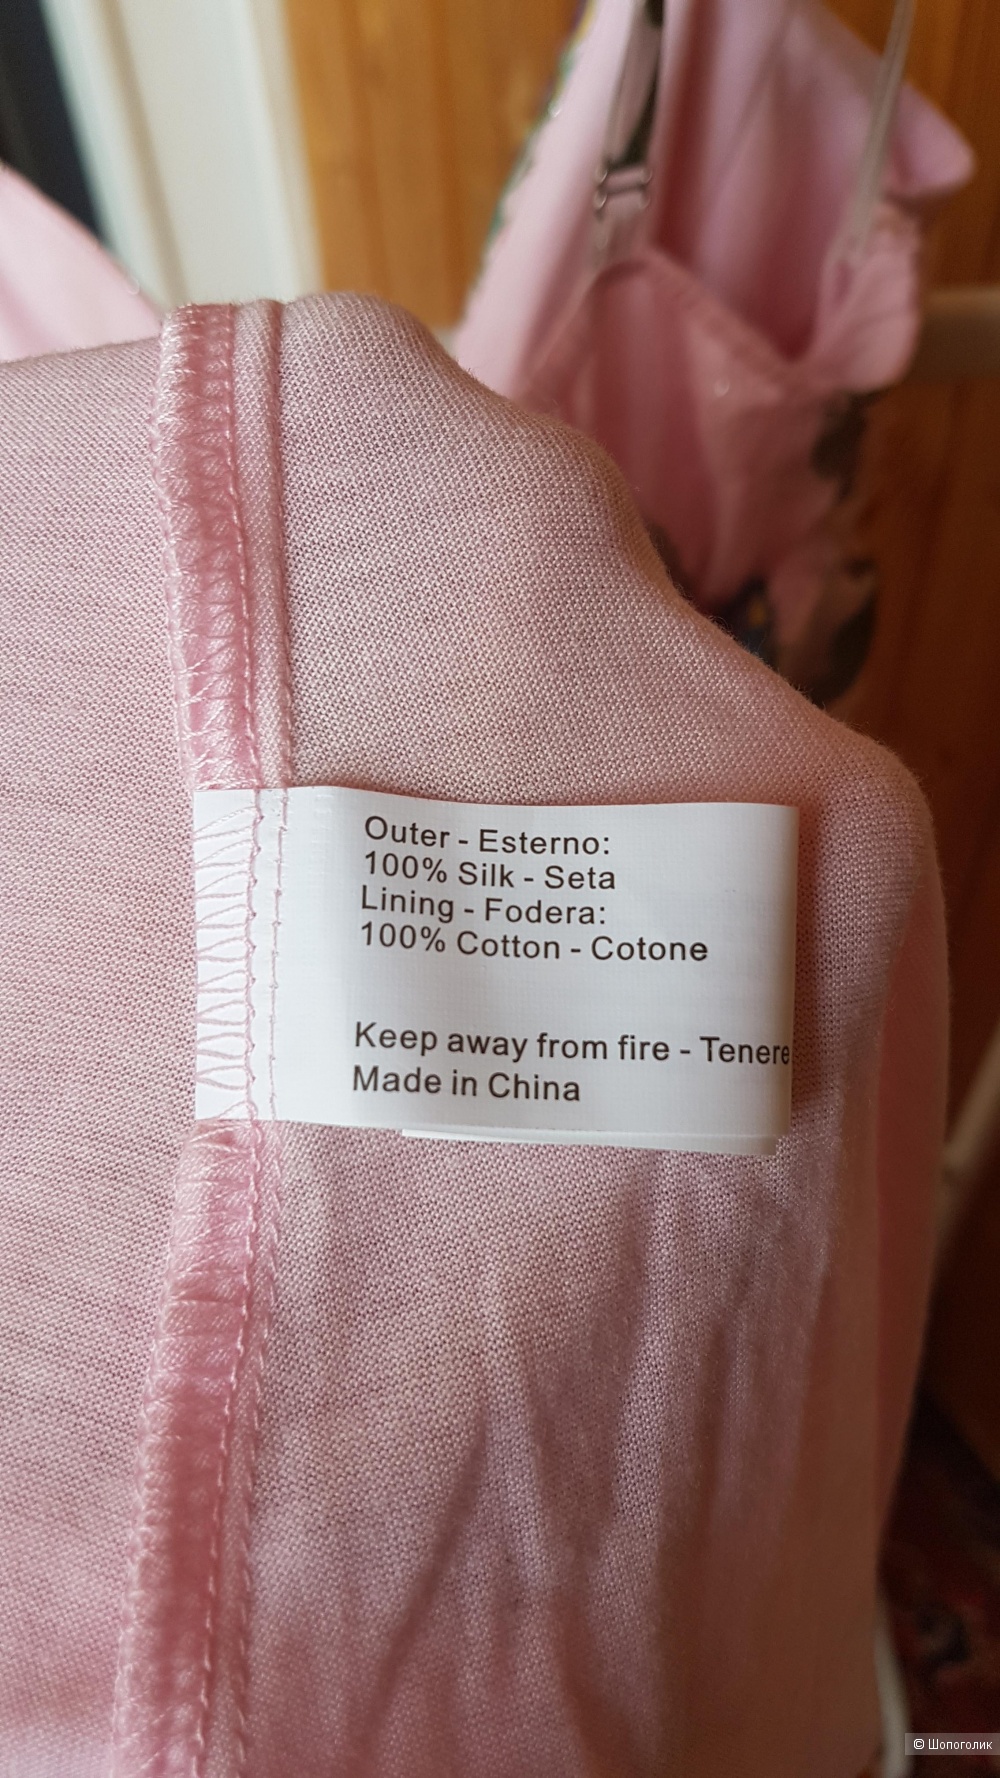 Outer - Esterno:
100% Silk - Seta
Lining - Fodera:
100% Cotton - Cotone
Keep away from fire - Tenere
Made in China
© Шопоголик